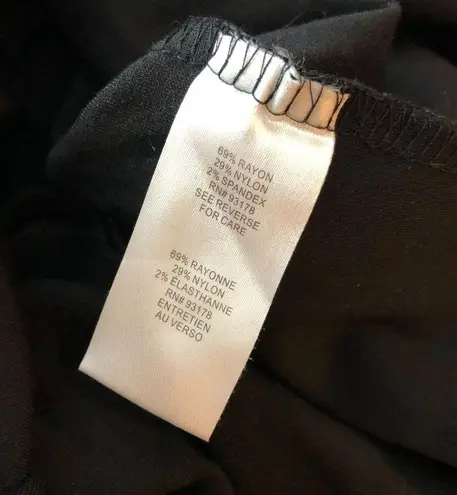 69% RAYON
29% NYLON
2% SPANDEX
RN# 93178
SEE REVERSE
FOR CARE
69% RAYONNE
29% NYLON
2% ÉLASTHANNE
RN# 93178
ENTRETIEN
AU VERSO